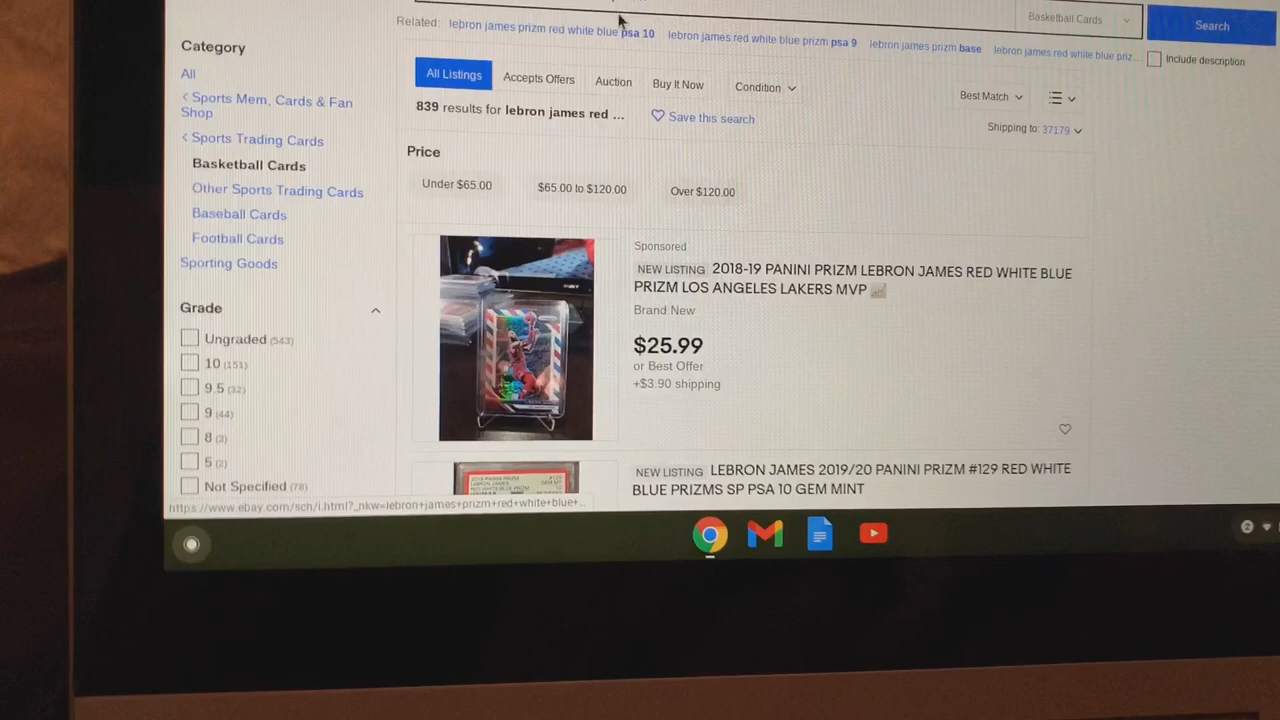 Basketball Cards
Search
Related: lebron james prizm red white blue psa 10 lebron james red white blue prizm psa 9 lebron james prizm base lebron james red white blue priz...
Include description
Category
All
< Sports Mem, Cards & Fan
Shop
< Sports Trading Cards
Basketball Cards
Other Sports Trading Cards
Baseball Cards
Football Cards
Sporting Goods
Grade
Ungraded (543)
10 (151)
9.5 (32)
9 (44)
8 (3)
5 (2)
Not Specified (78)
All Listings Accepts Offers Auction Buy It Now Condition
Best Match
839 results for lebron james red ... Save this search
Shipping to: 37179
Price
Under $65.00 $65.00 to $120.00 Over $120.00
Sponsored
NEW LISTING 2018-19 PANINI PRIZM LEBRON JAMES RED WHITE BLUE
PRIZM LOS ANGELES LAKERS MVP
Brand New
$25.99
or Best Offer
+$3.90 shipping
NEW LISTING LEBRON JAMES 2019/20 PANINI PRIZM #129 RED WHITE
BLUE PRIZMS SP PSA 10 GEM MINT
https://www.ebay.com/sch/i.html?_nkw=lebron+james+prizm+red+white+blue+...